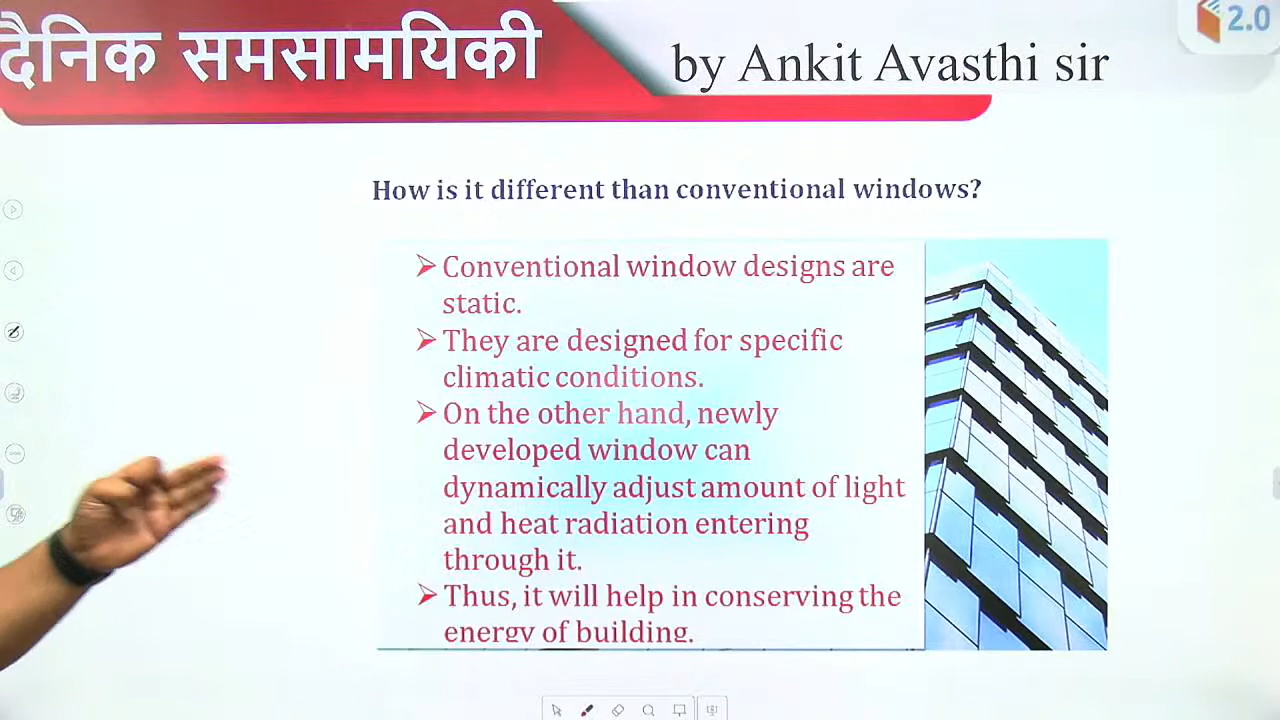 दैनिक समसामयिकी
by Ankit Avasthi sir
2.0
How is it different than conventional windows?
➢Conventional window designs are
static.
➢They are designed for specific
climatic conditions.
➢On the other hand, newly
developed window can
dynamically adjust amount of light
and heat radiation entering
through it.
➢Thus, it will help in conserving the
energy of building.